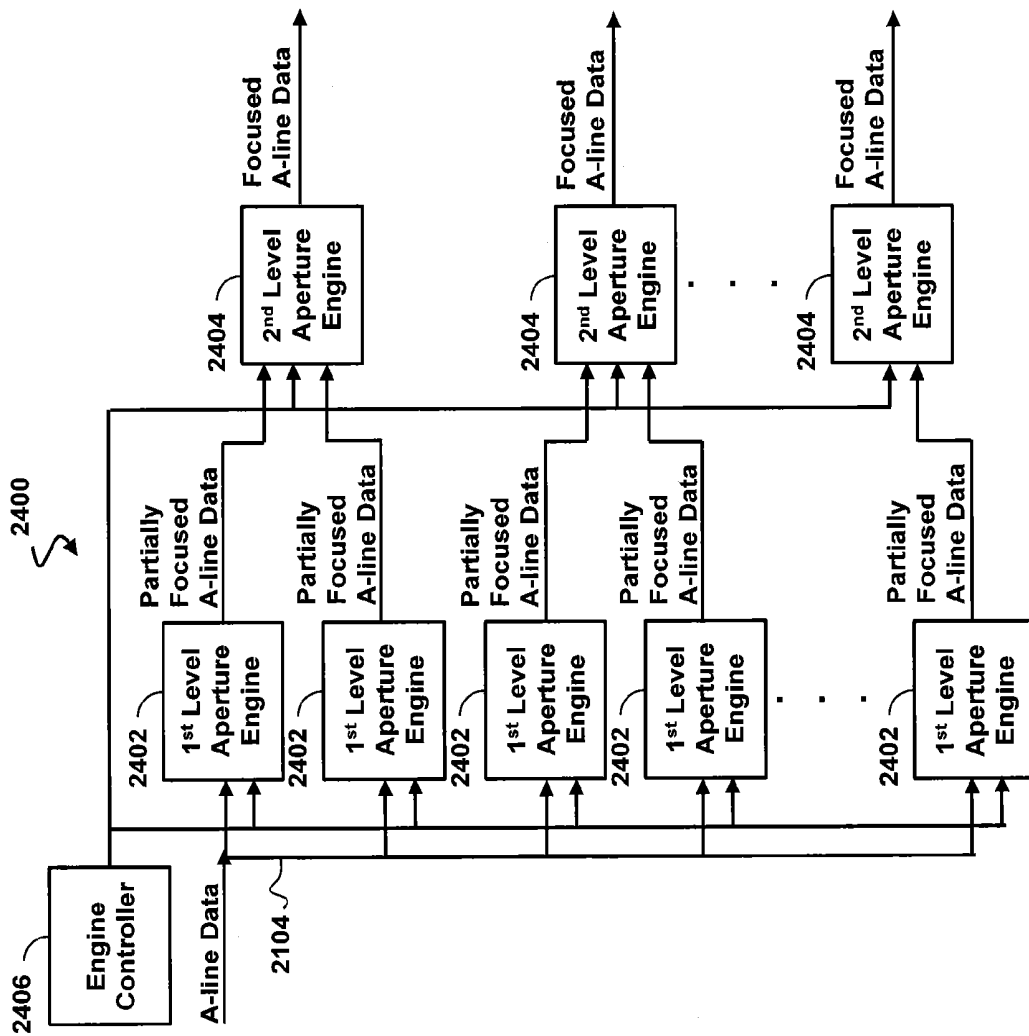 2400
2406
Engine
Controller
A-line Data
2104
2402
1st Level
Aperture
Engine
Partially
Focused
A-line Data
2402
1st Level
Aperture
Engine
Partially
Focused
A-line Data
2404
2nd Level
Aperture
Engine
Focused
A-line Data
2402
1st Level
Aperture
Engine
Partially
Focused
A-line Data
2402
1st Level
Aperture
Engine
Partially
Focused
A-line Data
2404
2nd Level
Aperture
Engine
Focused
A-line Data
. . .
. . .
2402
1st Level
Aperture
Engine
Partially
Focused
A-line Data
2404
2nd Level
Aperture
Engine
Focused
A-line Data